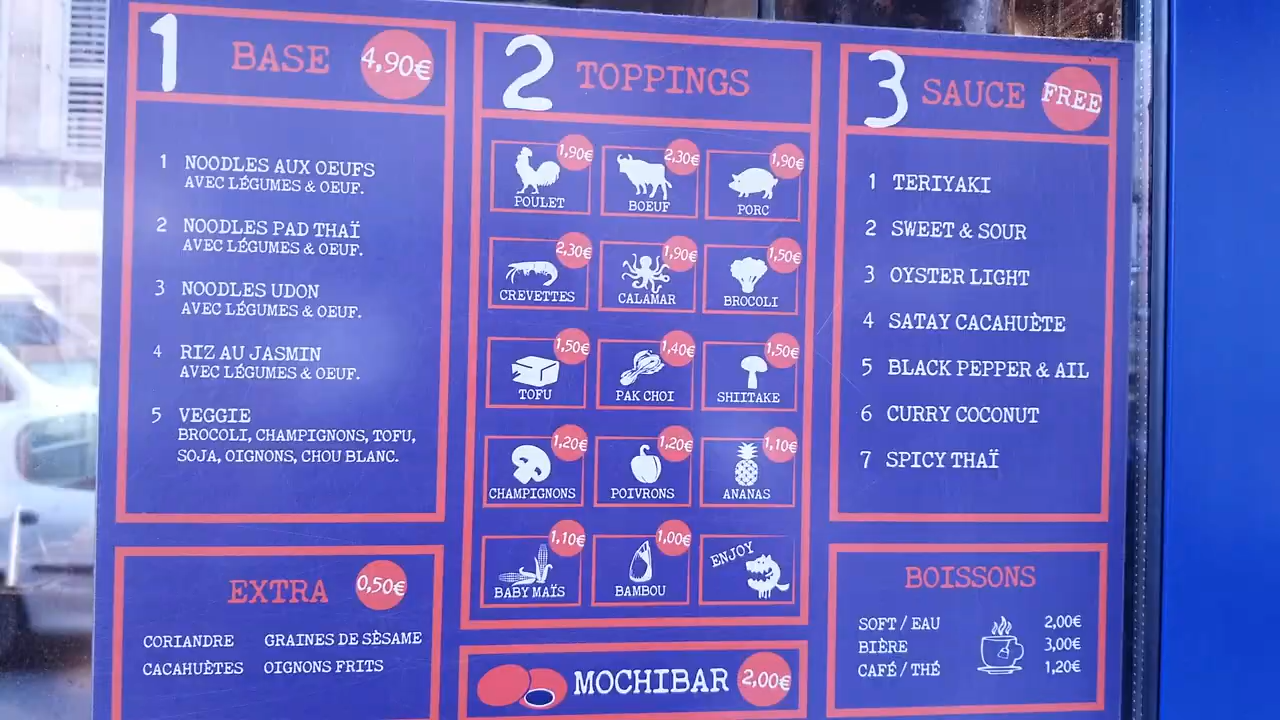 1 BASE 4,90€
1 NOODLES AUX OEUFS
AVEC LÉGUMES & OEUF.
2 NOODLES PAD THAÏ
AVEC LÉGUMES & OEUF.
3 NOODLES UDON
AVEC LÉGUMES & OEUF.
4 RIZ AU JASMIN
AVEC LÉGUMES & OEUF.
5 VEGGIE
BROCOLI, CHAMPIGNONS, TOFU,
SOJA, OIGNONS, CHOU BLANC.
EXTRA 0,50€
CORIANDRE GRAINES DE SÈSAME
CACAHUÈTES OIGNONS FRITS
2 TOPPINGS
1,90€ 2,30€ 1,90€
POULET BOEUF PORC
2,30€ 1,90€ 1,50€
CREVETTES CALAMAR BROCOLI
1,50€ 1,40€ 1,50€
TOFU PAK CHOI SHIITAKE
1,20€ 1,20€ 1,10€
CHAMPIGNONS POIVRONS ANANAS
1,10€ 1,00€ ENJOY
BABY MAÏS BAMBOU
MOCHIBAR 2,00€
3 SAUCE FREE
1 TERIYAKI
2 SWEET & SOUR
3 OYSTER LIGHT
4 SATAY CACAHUÈTE
5 BLACK PEPPER & AIL
6 CURRY COCONUT
7 SPICY THAÏ
BOISSONS
SOFT / EAU 2,00€
BIÈRE 3,00€
CAFÉ / THÉ 1,20€